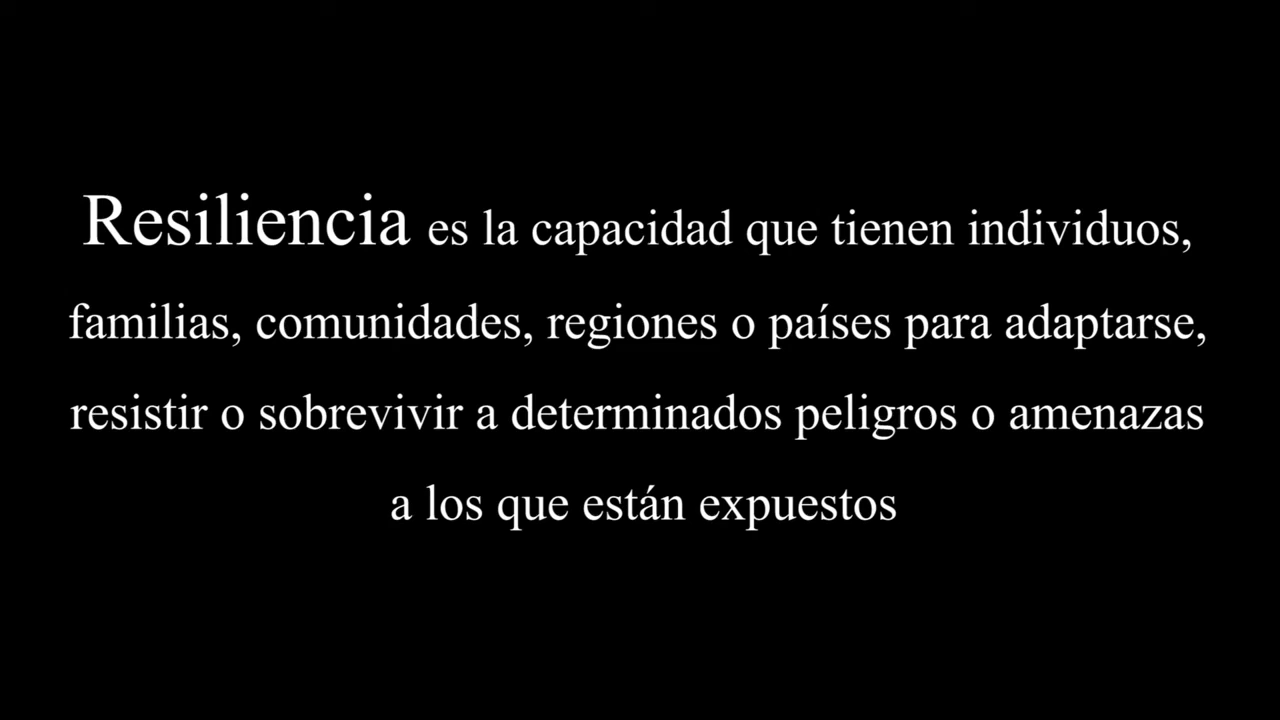 Resiliencia es la capacidad que tienen individuos,
familias, comunidades, regiones o países para adaptarse,
resistir o sobrevivir a determinados peligros o amenazas
a los que están expuestos